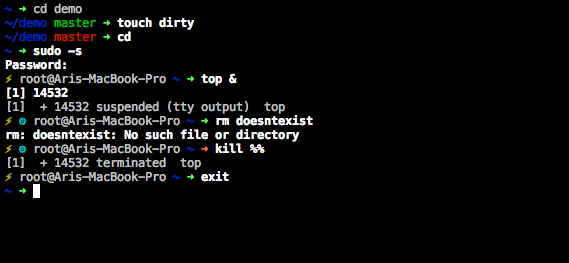 ~ ➜ cd demo
~/demo master ➜ touch dirty
~/demo master ➜ cd
~ ➜ sudo -s
Password:
⚡ root@Aris-MacBook-Pro ~ ➜ top &
[1] 14532
[1]  + 14532 suspended (tty output)  top
⚡ ⚙ root@Aris-MacBook-Pro ~ ➜ rm doesntexist
rm: doesntexist: No such file or directory
⚡ ⚙ root@Aris-MacBook-Pro ~ ➜ kill %%
[1]  + 14532 terminated  top
⚡ root@Aris-MacBook-Pro ~ ➜ exit
~ ➜